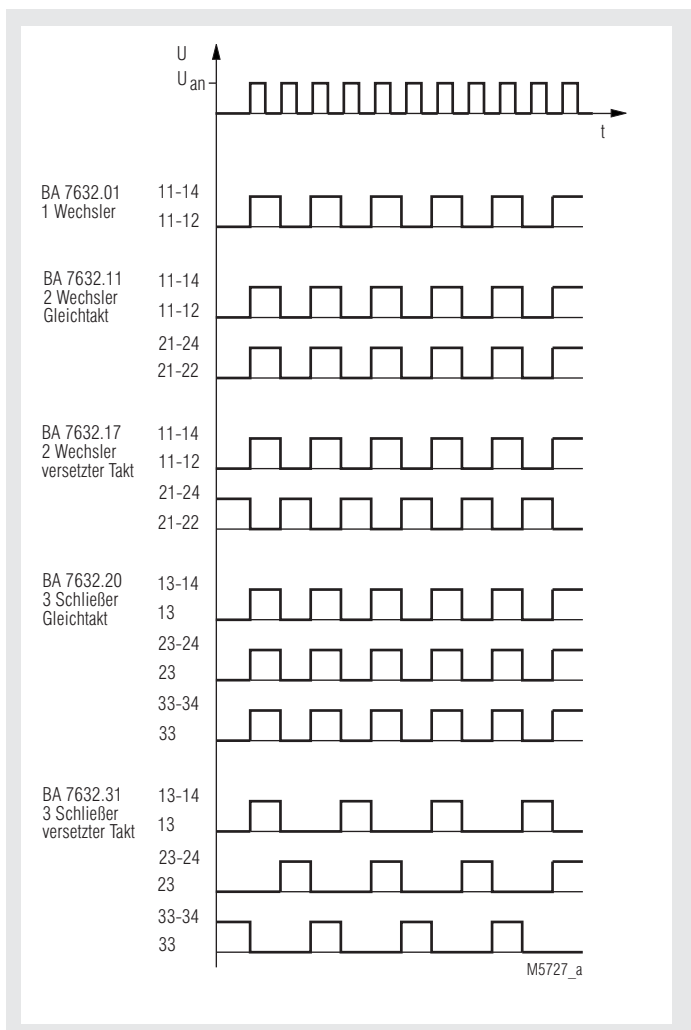 U
U an
t
BA 7632.01
1 Wechsler
11-14
11-12
BA 7632.11
2 Wechsler
Gleichtakt
11-14
11-12
21-24
21-22
BA 7632.17
2 Wechsler
versetzter Takt
11-14
11-12
21-24
21-22
BA 7632.20
3 Schließer
Gleichtakt
13-14
13
23-24
23
33-34
33
BA 7632.31
3 Schließer
versetzter Takt
13-14
13
23-24
23
33-34
33
M5727_a